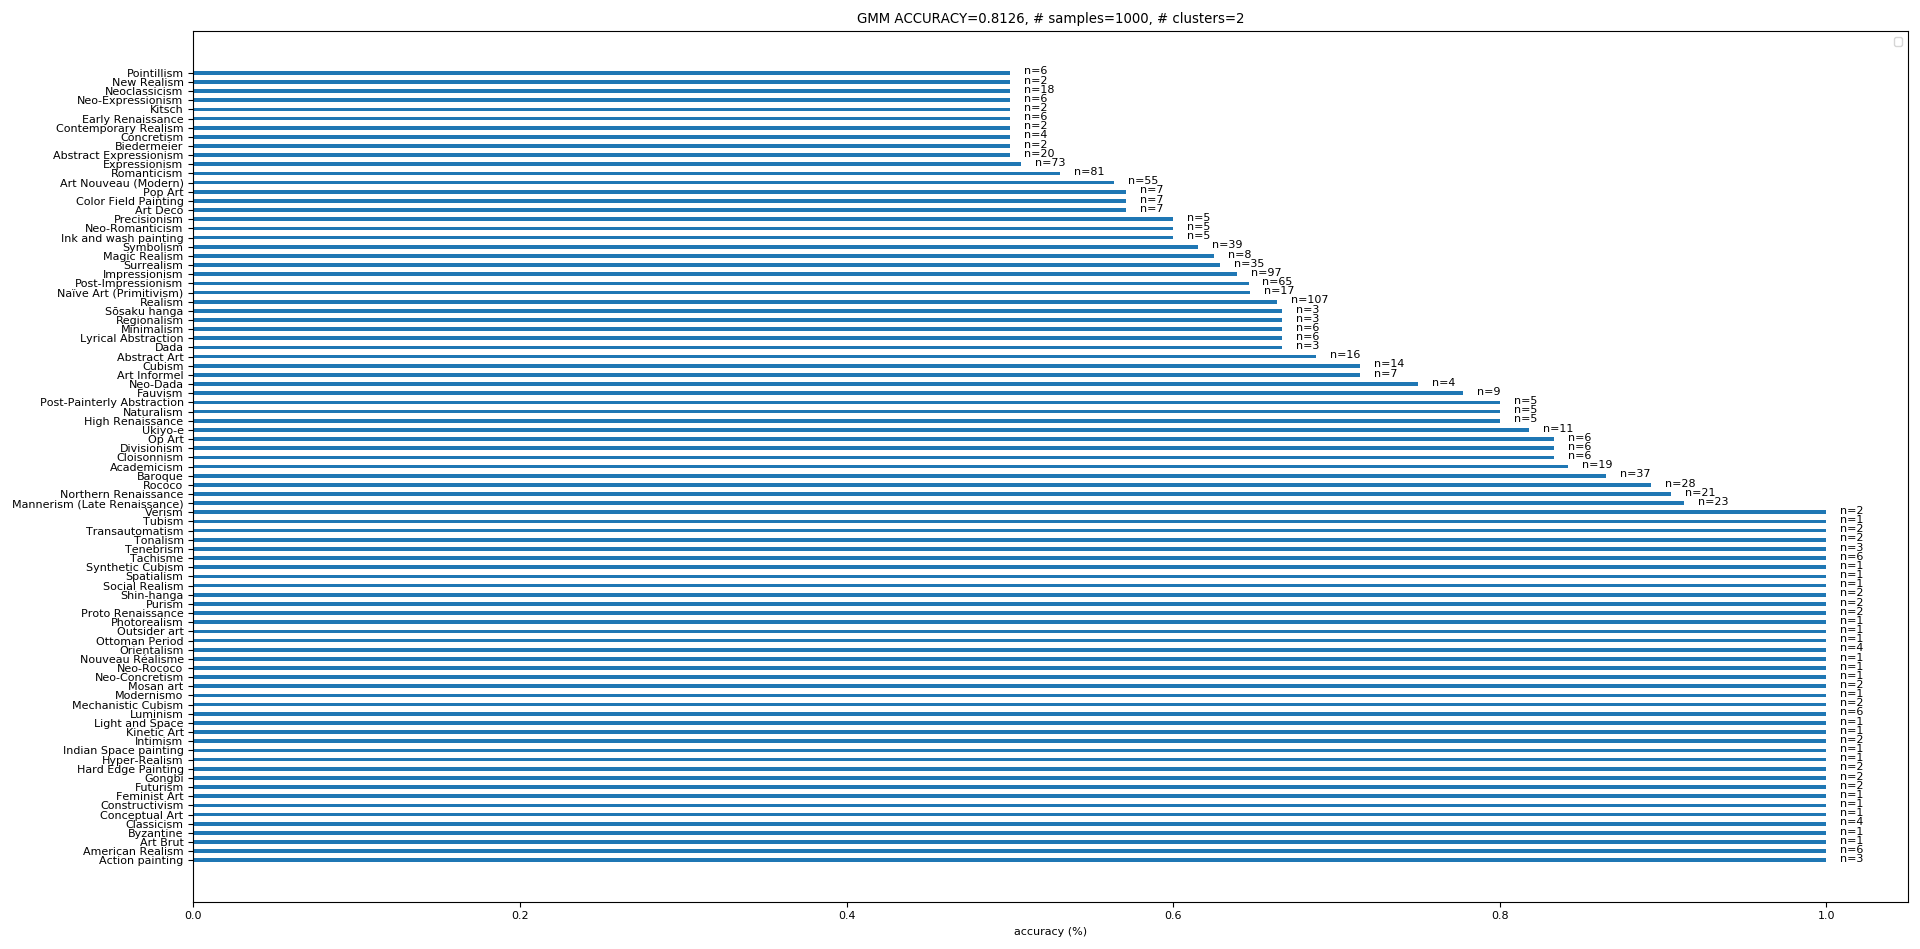 GMM ACCURACY=0.8126, # samples=1000, # clusters=2
Pointillism n=6
New Realism n=2
Neoclassicism n=18
Neo-Expressionism n=6
Kitsch n=2
Early Renaissance n=6
Contemporary Realism n=2
Concretism n=4
Biedermeier n=2
Abstract Expressionism n=20
Expressionism n=73
Romanticism n=81
Art Nouveau (Modern) n=55
Pop Art n=7
Color Field Painting n=7
Art Deco n=7
Precisionism n=5
Neo-Romanticism n=5
Ink and wash painting n=5
Symbolism n=39
Magic Realism n=8
Surrealism n=35
Impressionism n=97
Post-Impressionism n=65
Naïve Art (Primitivism) n=17
Realism n=107
Sōsaku hanga n=3
Regionalism n=3
Minimalism n=6
Lyrical Abstraction n=6
Dada n=3
Abstract Art n=16
Cubism n=14
Art Informel n=7
Neo-Dada n=4
Fauvism n=9
Post-Painterly Abstraction n=5
Naturalism n=5
High Renaissance n=5
Ukiyo-e n=11
Op Art n=6
Divisionism n=6
Cloisonnism n=6
Academicism n=19
Baroque n=37
Rococo n=28
Northern Renaissance n=21
Mannerism (Late Renaissance) n=23
Verism n=2
Tubism n=1
Transautomatism n=2
Tonalism n=2
Tenebrism n=3
Tachisme n=6
Synthetic Cubism n=1
Spatialism n=1
Social Realism n=1
Shin-hanga n=2
Purism n=2
Proto Renaissance n=2
Photorealism n=1
Outsider art n=1
Ottoman Period n=1
Orientalism n=4
Nouveau Réalisme n=1
Neo-Rococo n=1
Neo-Concretism n=1
Mosan art n=2
Modernismo n=1
Mechanistic Cubism n=2
Luminism n=6
Light and Space n=1
Kinetic Art n=1
Intimism n=2
Indian Space painting n=1
Hyper-Realism n=1
Hard Edge Painting n=2
Gongbi n=2
Futurism n=2
Feminist Art n=1
Constructivism n=1
Conceptual Art n=1
Classicism n=4
Byzantine n=1
Art Brut n=1
American Realism n=6
Action painting n=3
0.0 0.2 0.4 0.6 0.8 1.0
accuracy (%)